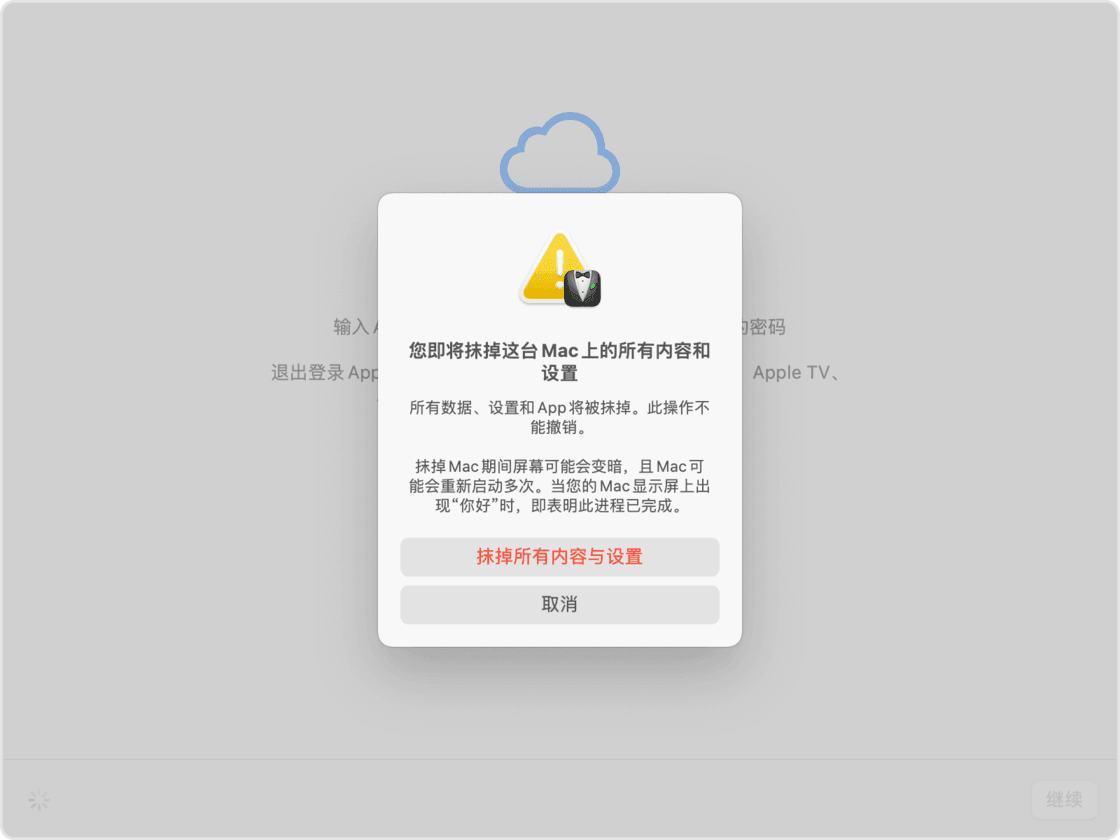 输入 A
的密码
退出登录 App
Apple TV、
您即将抹掉这台 Mac 上的所有内容和
设置
所有数据、设置和 App 将被抹掉。此操作不
能撤销。
抹掉 Mac 期间屏幕可能会变暗，且 Mac 可
能会重新启动多次。当您的 Mac 显示屏上出
现“你好”时，即表明此进程已完成。
抹掉所有内容与设置
取消
继续